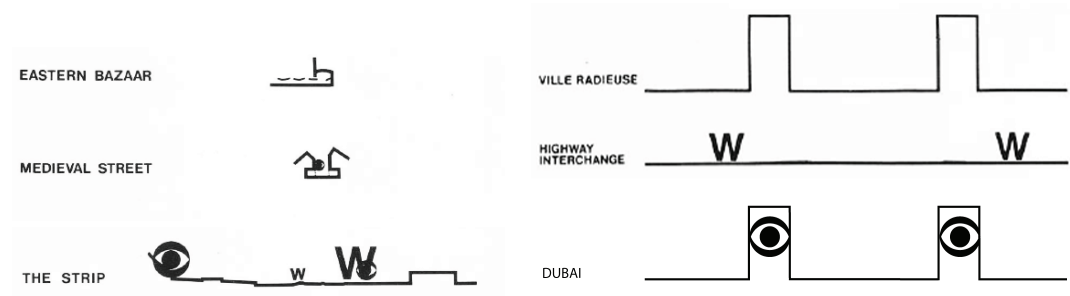 EASTERN BAZAAR
MEDIEVAL STREET
THE STRIP
W
W
VILLE RADIEUSE
HIGHWAY
INTERCHANGE
W
W
DUBAI